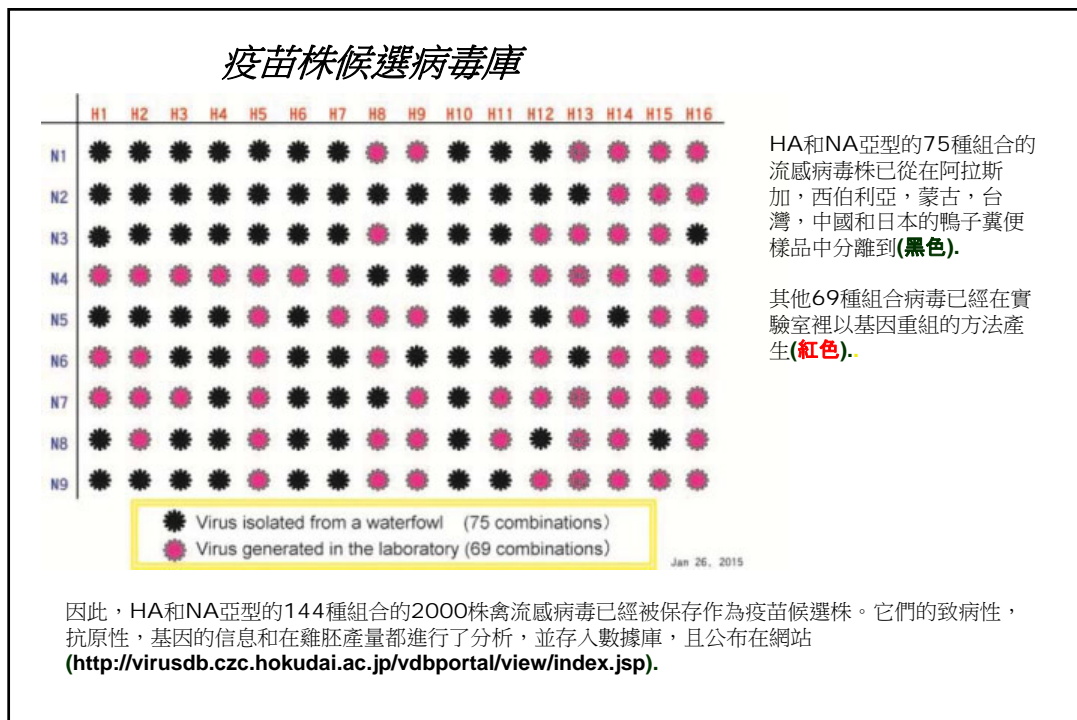 疫苗株候選病毒庫
H1 H2 H3 H4 H5 H6 H7 H8 H9 H10 H11 H12 H13 H14 H15 H16
N1
N2
N3
N4
N5
N6
N7
N8
N9
Virus isolated from a waterfowl (75 combinations)
Virus generated in the laboratory (69 combinations)
Jan 26, 2015
HA和NA亞型的75種組合的
流感病毒株已從在阿拉斯
加，西伯利亞，蒙古，台
灣，中國和日本的鴨子糞便
樣品中分離到(黑色).
其他69種組合病毒已經在實
驗室裡以基因重組的方法產
生(紅色)..
因此，HA和NA亞型的144種組合的2000株禽流感病毒已經被保存作為疫苗候選株。它們的致病性，
抗原性，基因的信息和在雞胚產量都進行了分析，並存入數據庫，且公布在網站
(http://virusdb.czc.hokudai.ac.jp/vdbportal/view/index.jsp).